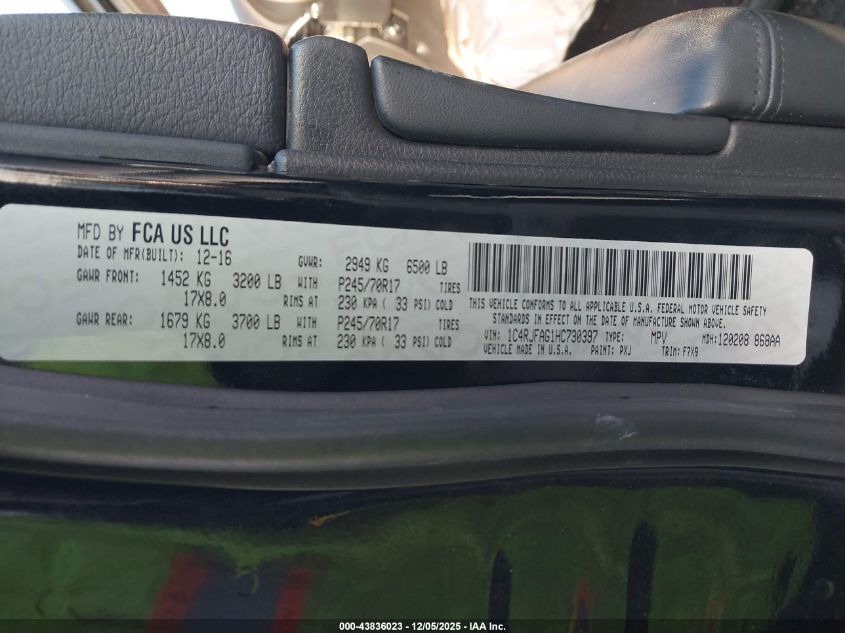 MFD BY FCA US LLC
DATE OF MFR(BUILT): 12-16 GVWR: 2949 KG 6500 LB
GAWR FRONT: 1452 KG 3200 LB WITH P245/70R17 TIRES
17X8.0 RIMS AT 230 KPA ( 33 PSI) COLD
GAWR REAR: 1679 KG 3700 LB WITH P245/70R17 TIRES
17X8.0 RIMS AT 230 KPA ( 33 PSI) COLD
THIS VEHICLE CONFORMS TO ALL APPLICABLE U.S.A. FEDERAL MOTOR VEHICLE SAFETY
STANDARDS IN EFFECT ON THE DATE OF MANUFACTURE SHOWN ABOVE.
VIN: 1C4RJFAG1HC730397 TYPE: MPV MDH:120208 868AA
VEHICLE MADE IN U.S.A. PAINT: PXJ TRIM: F7X9
000-43836023 - 12/05/2025 - IAA Inc.